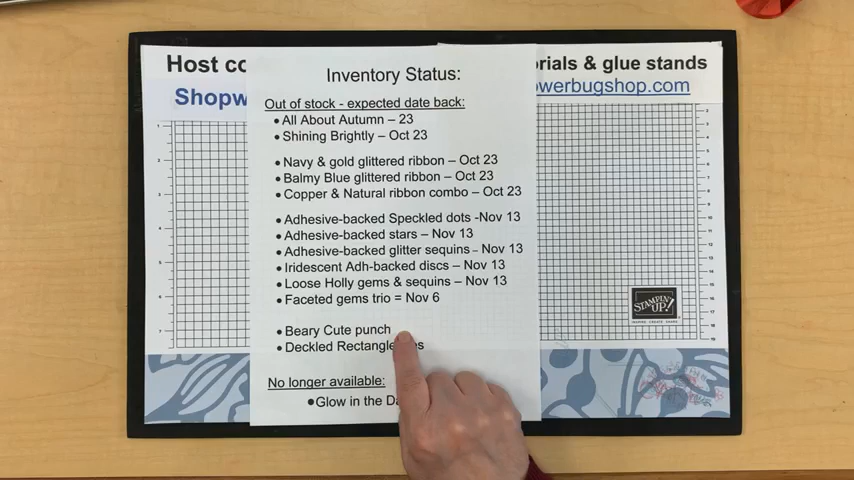 Host co
rials & glue stands
Shopw
owerbugshop.com
Inventory Status:
Out of stock - expected date back:
• All About Autumn – 23
• Shining Brightly – Oct 23
• Navy & gold glittered ribbon – Oct 23
• Balmy Blue glittered ribbon – Oct 23
• Copper & Natural ribbon combo – Oct 23
• Adhesive-backed Speckled dots -Nov 13
• Adhesive-backed stars – Nov 13
• Adhesive-backed glitter sequins – Nov 13
• Iridescent Adh-backed discs – Nov 13
• Loose Holly gems & sequins – Nov 13
• Faceted gems trio = Nov 6
• Beary Cute punch
• Deckled Rectangle es
No longer available:
• Glow in the Da
STAMPIN' UP!